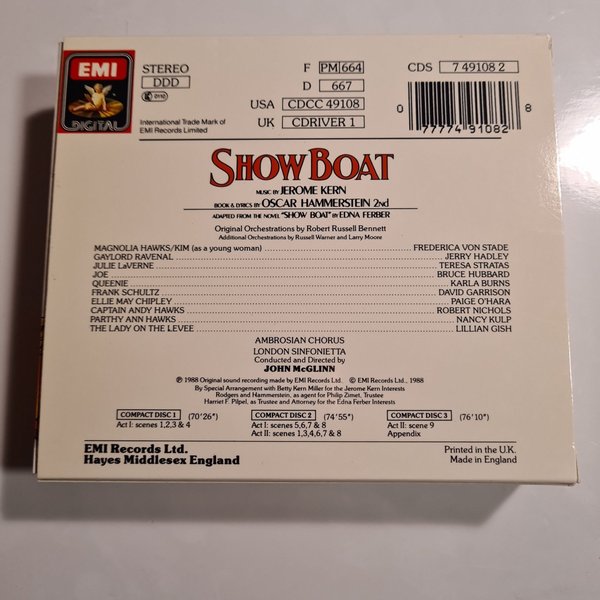 EMI
DIGITAL
STEREO
DDD
International Trade Mark of
EMI Records Limited
F PM 664
D 667
USA CDCC 49108
UK CDRIVER 1
CDS 7 49108 2
0 77774 91082 8
SHOW BOAT
MUSIC BY JEROME KERN
BOOK & LYRICS BY OSCAR HAMMERSTEIN 2nd
ADAPTED FROM THE NOVEL "SHOW BOAT" BY EDNA FERBER
Original Orchestrations by Robert Russell Bennett
Additional Orchestrations by Russell Warner and Larry Moore
MAGNOLIA HAWKS/KIM (as a young woman) FREDERICA VON STADE
GAYLORD RAVENAL JERRY HADLEY
JULIE LaVERNE TERESA STRATAS
JOE BRUCE HUBBARD
QUEENIE KARLA BURNS
FRANK SCHULTZ DAVID GARRISON
ELLIE MAY CHIPLEY PAIGE O'HARA
CAPTAIN ANDY HAWKS ROBERT NICHOLS
PARTHY ANN HAWKS NANCY KULP
THE LADY ON THE LEVEE LILLIAN GISH
AMBROSIAN CHORUS
LONDON SINFONIETTA
Conducted and Directed by
JOHN McGLINN
℗ 1988 Original sound recording made by EMI Records Ltd. © EMI Records Ltd., 1988
By Special Arrangement with Betty Kern Miller for the Jerome Kern Interests
Rodgers and Hammerstein, as agent for Philip Zimet, Trustee
Harriet F. Pilpel, as Trustee and Attorney for the Edna Ferber Interests
COMPACT DISC 1 (70'26")
Act I: scenes 1,2,3 & 4
COMPACT DISC 2 (74'55")
Act I: scenes 5,6,7 & 8
Act II: scenes 1,3,4,6,7 & 8
COMPACT DISC 3 (76'10")
Act II: scene 9
Appendix
EMI Records Ltd.
Hayes Middlesex England
Printed in the U.K.
Made in England